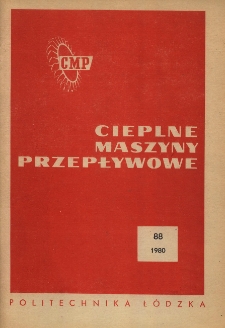 CMP
CIEPLNE
MASZYNY
PRZEPŁYWOWE
88
1980
POLITECHNIKA ŁÓDZKA